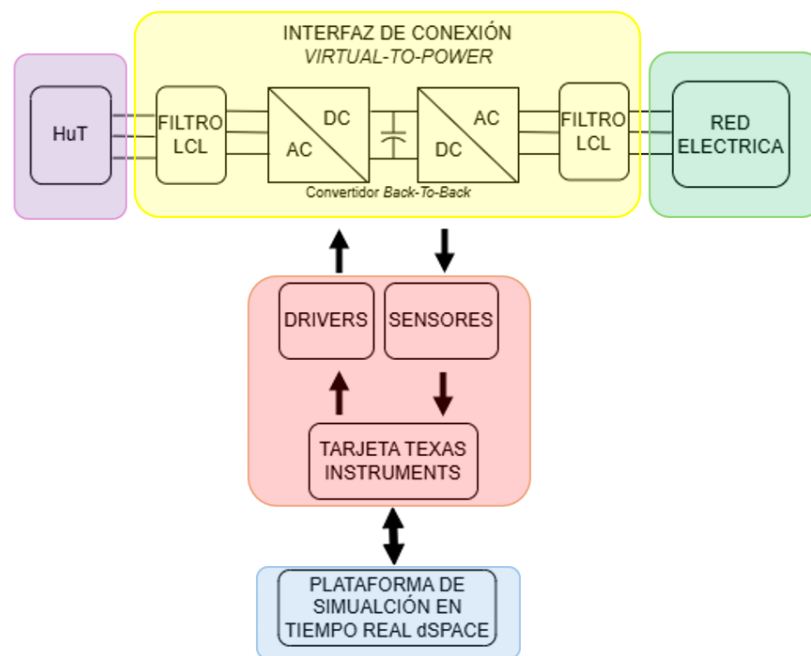 INTERFAZ DE CONEXIÓN
VIRTUAL-TO-POWER
HuT
FILTRO
LCL
DC
AC
AC
DC
FILTRO
LCL
RED
ELECTRICA
Convertidor Back-To-Back
DRIVERS
SENSORES
TARJETA TEXAS
INSTRUMENTS
PLATAFORMA DE
SIMUALCIÓN EN
TIEMPO REAL dSPACE